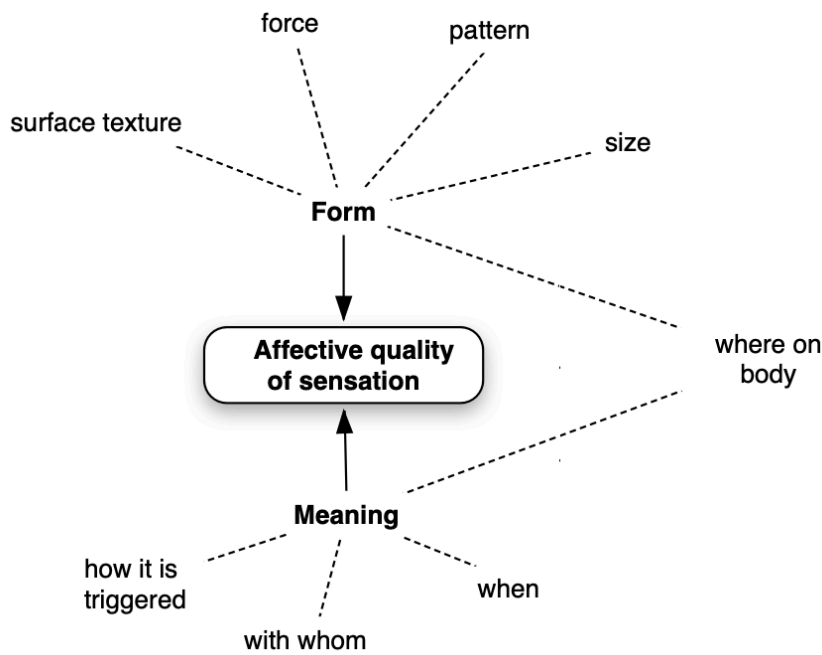 force
pattern
surface texture
size
Form
Affective quality
of sensation
where on
body
Meaning
how it is
triggered
when
with whom